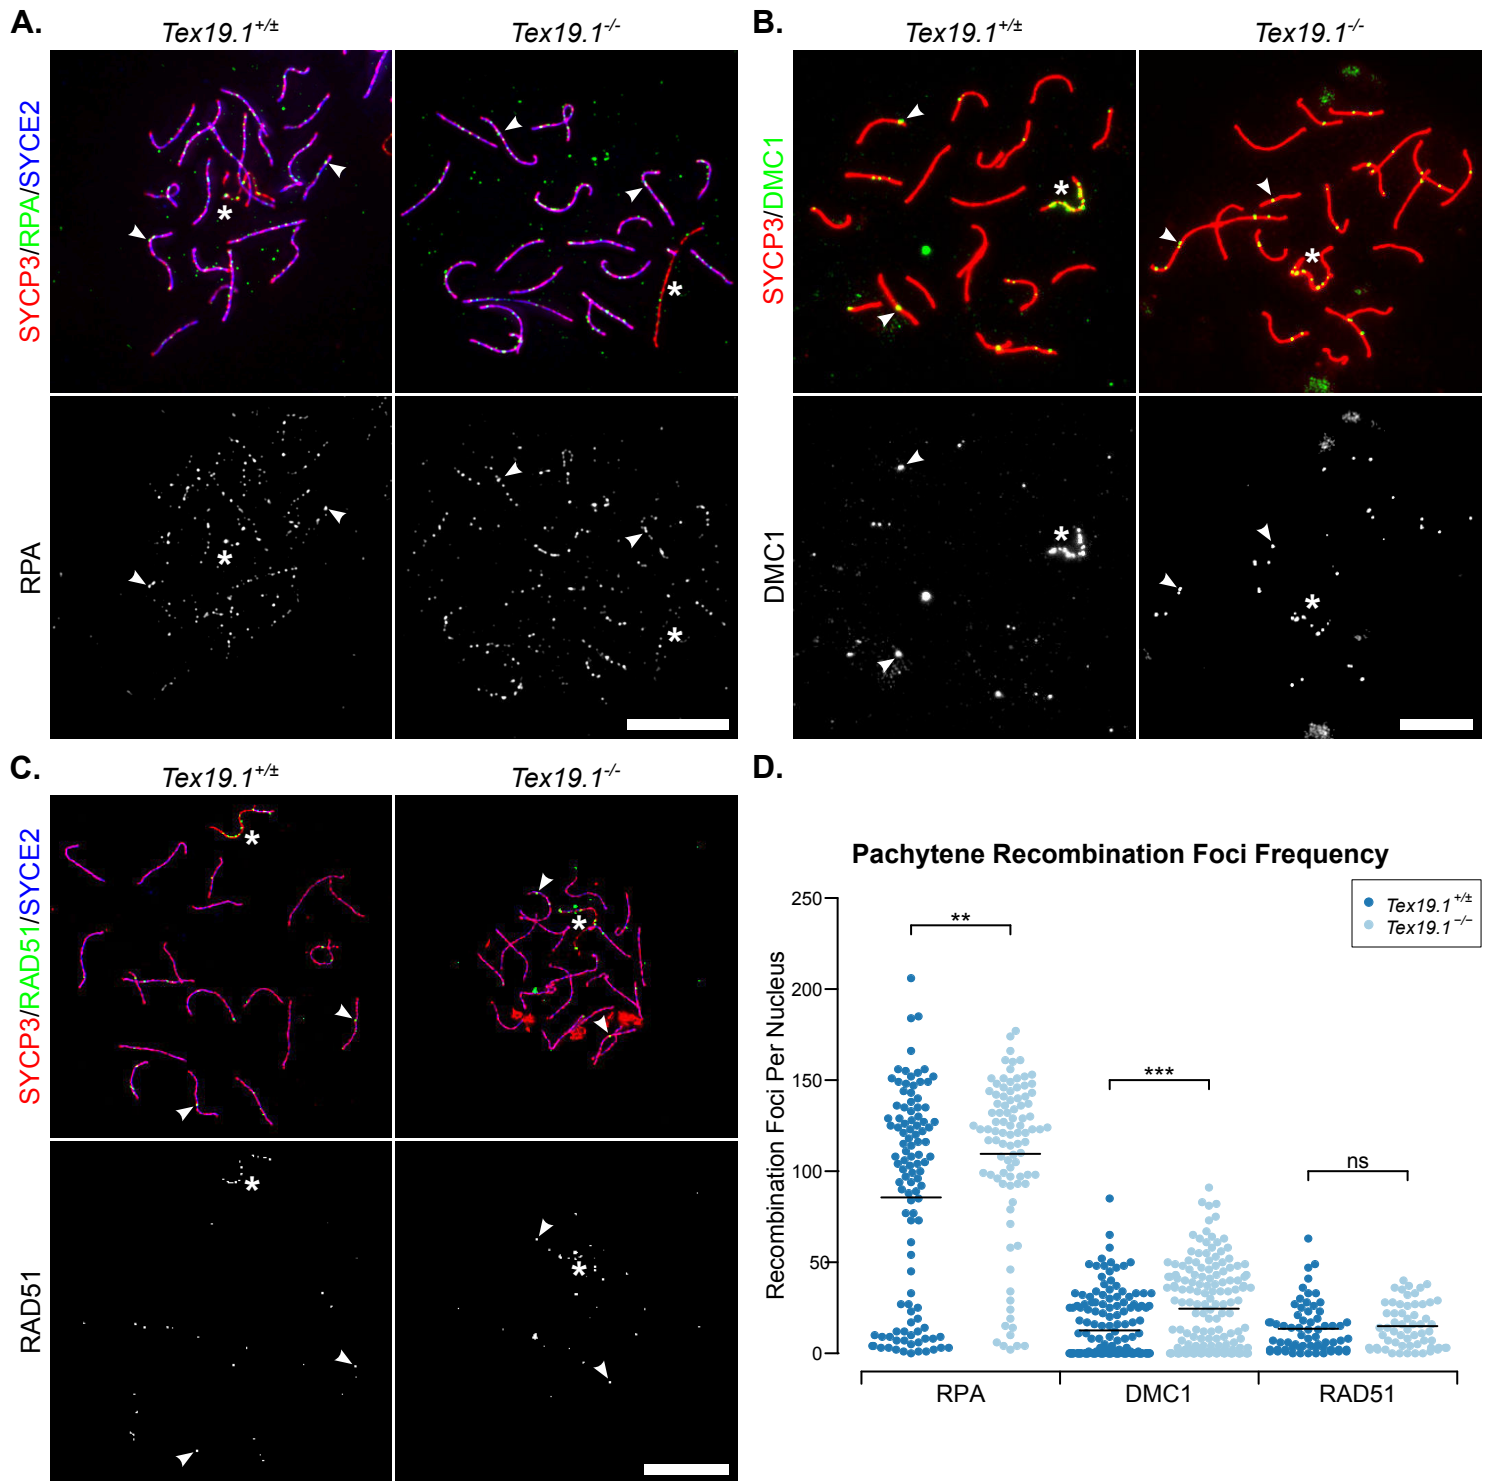 A.
Tex19.1+/±
Tex19.1-/-
SYCP3/RPA/SYCE2
RPA
*
*
*
*
B.
Tex19.1+/±
Tex19.1-/-
SYCP3/DMC1
DMC1
*
*
*
*
C.
Tex19.1+/±
Tex19.1-/-
SYCP3/RAD51/SYCE2
RAD51
*
*
*
*
D.
Pachytene Recombination Foci Frequency
Tex19.1+/±
Tex19.1−/−
Recombination Foci Per Nucleus
250
200
150
100
50
0
**
***
ns
RPA
DMC1
RAD51